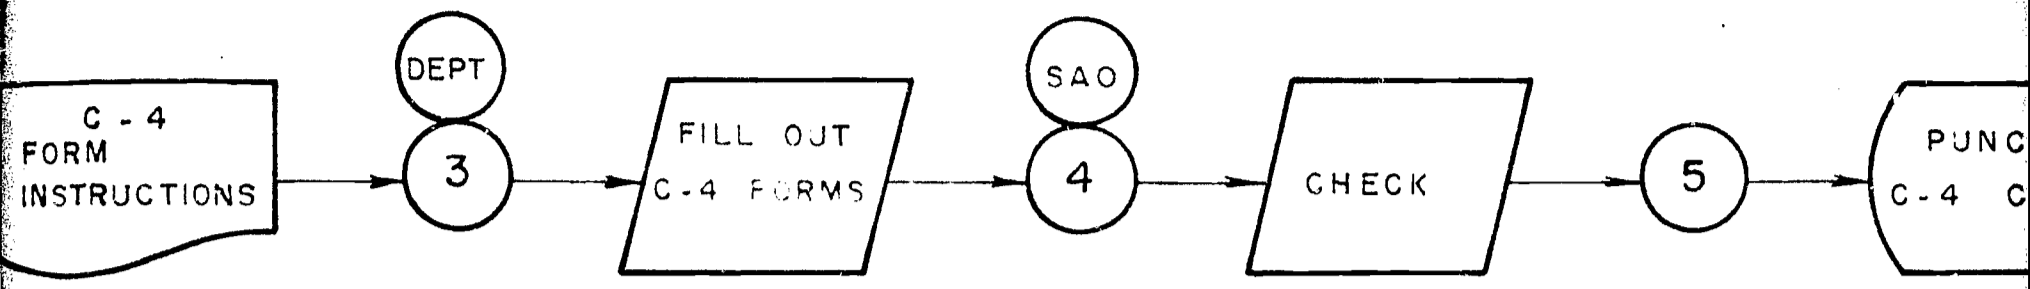 C - 4
FORM
INSTRUCTIONS
DEPT
3
FILL OUT
C-4 FORMS
SAO
4
CHECK
5
PUNC
C-4 C